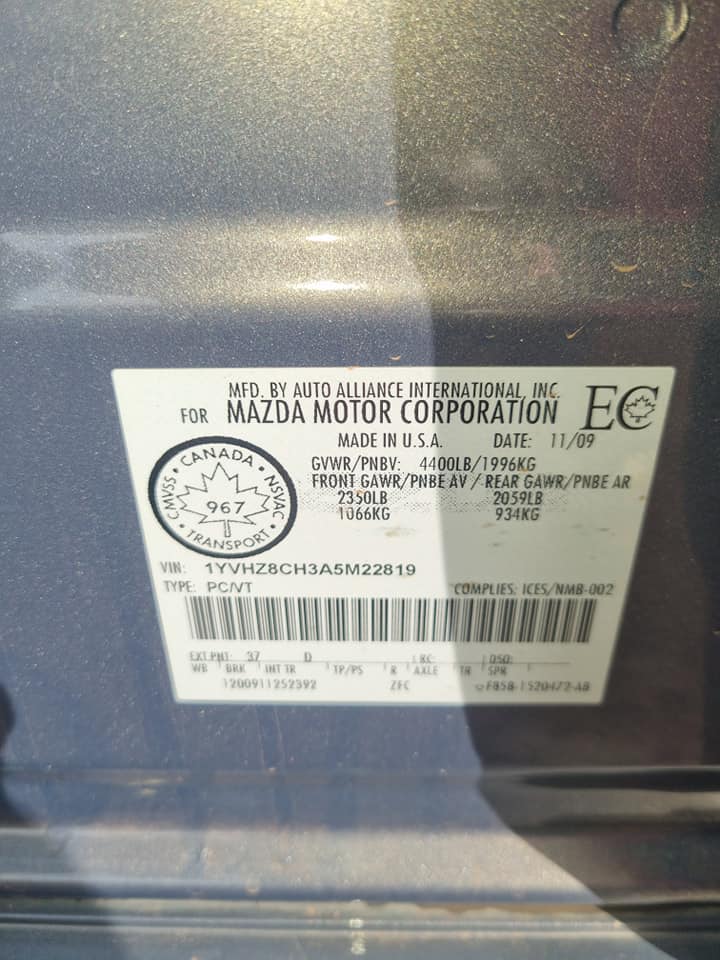 MFD. BY AUTO ALLIANCE INTERNATIONAL, INC.
FOR MAZDA MOTOR CORPORATION
EC
MADE IN U.S.A. DATE: 11/09
GVWR/PNBV: 4400LB/1996KG
FRONT GAWR/PNBE AV / REAR GAWR/PNBE AR
2350LB 2059LB
1066KG 934KG
CANADA
CMVSS NSVAC
967
TRANSPORT
VIN: 1YVHZ8CH3A5M22819
TYPE: PC/VT COMPLIES: ICES/NMB-002
EXT PNT: 37 D RC: DSO:
WB BRK INT TR TP/PS R AXLE TR SPR
1200911252392 ZFC F85B-1520472-AB